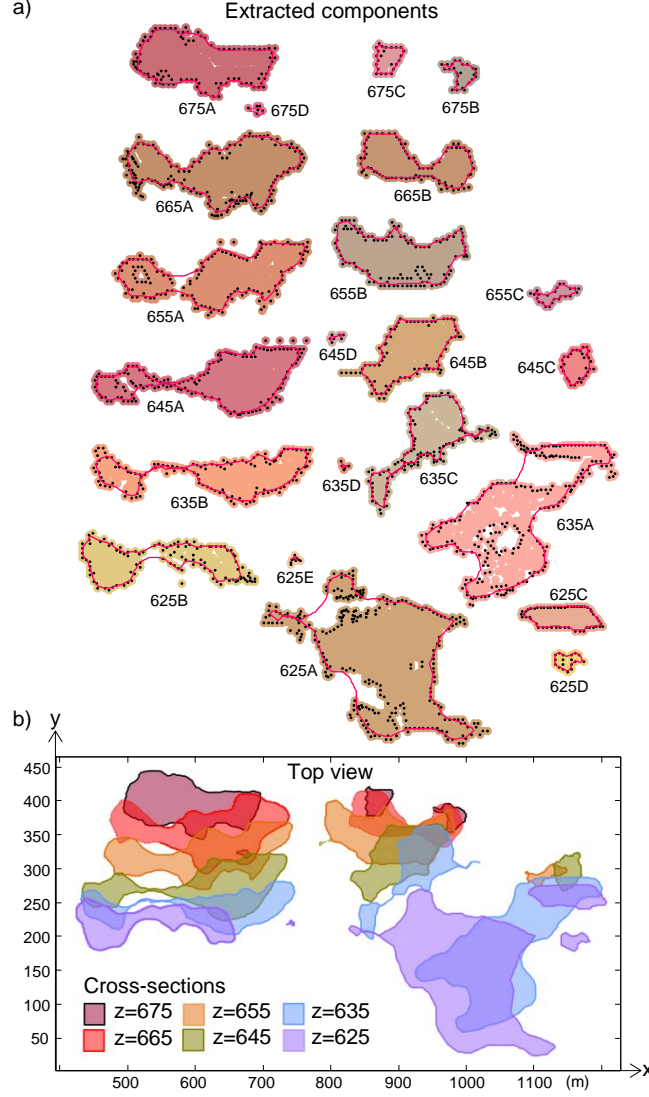 a)
Extracted components
675A
675D
675C
675B
665A
665B
655A
655B
655C
645A
645D
645B
645C
635B
635D
635C
635A
625B
625E
625A
625C
625D
b)
y
Top view
450
400
350
300
250
200
150
100
50
Cross-sections
z=675 z=655 z=635
z=665 z=645 z=625
500 600 700 800 900 1000 1100 (m)
x